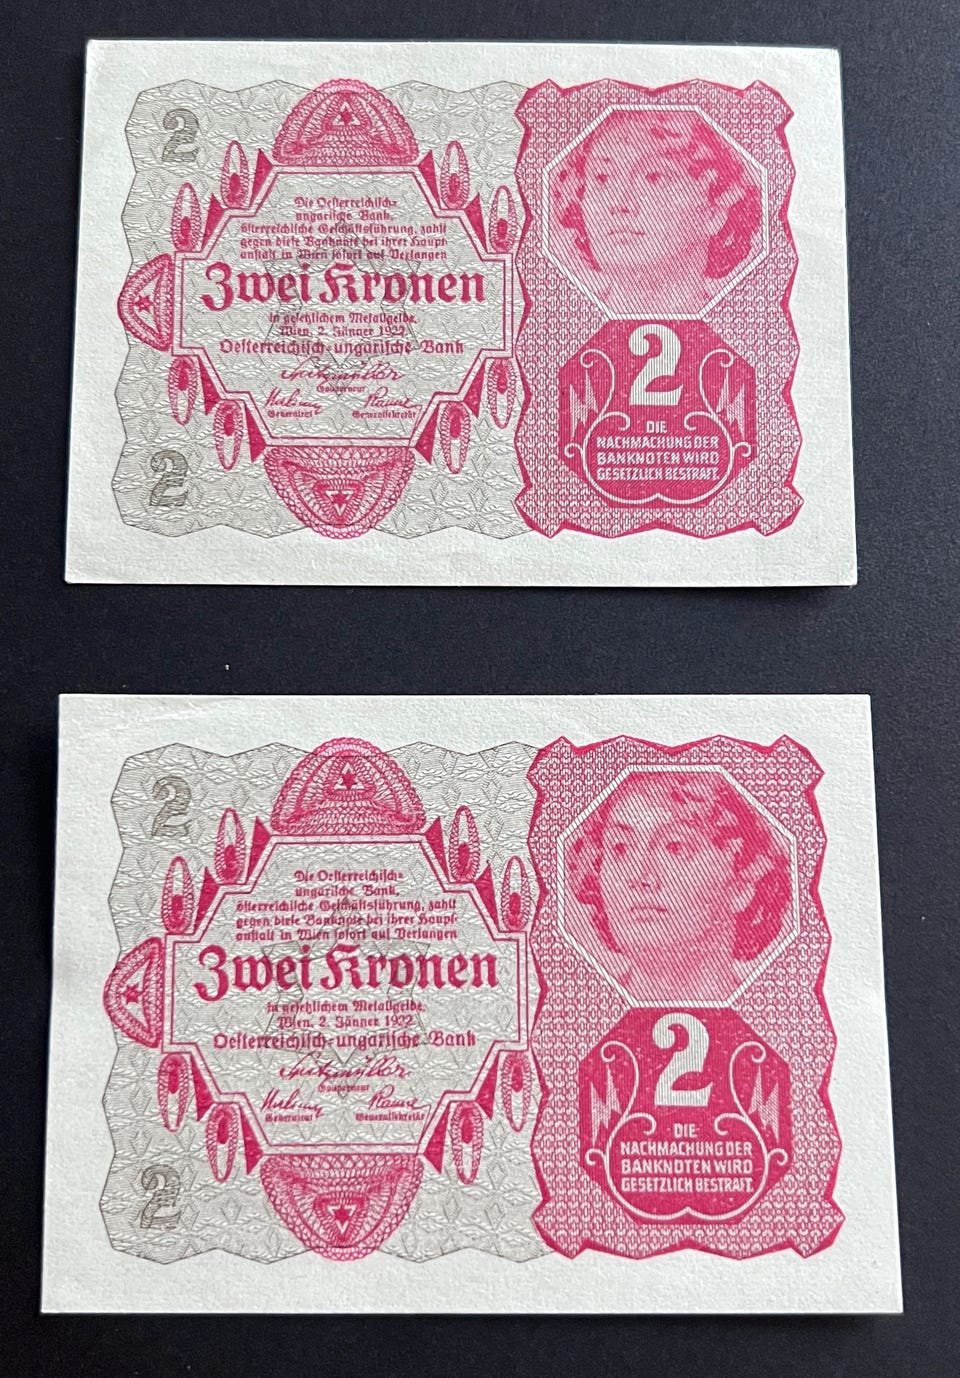 2
Die Oesterreichisch-
ungarische Bank,
österreichische Geschäftsführung, zahlt
gegen diese Banknote bei ihrer Haupt-
anstalt in Wien sofort auf Verlangen
Zwei Kronen
in gesetzlichem Metallgelde.
Wien, 2. Jänner 1922
Oesterreichisch-ungarische Bank
Gouverneur
Generalrat Generalsekretär
2
2
DIE
NACHMACHUNG DER
BANKNOTEN WIRD
GESETZLICH BESTRAFT.
2
Die Oesterreichisch-
ungarische Bank,
österreichische Geschäftsführung, zahlt
gegen diese Banknote bei ihrer Haupt-
anstalt in Wien sofort auf Verlangen
Zwei Kronen
in gesetzlichem Metallgelde.
Wien, 2. Jänner 1922
Oesterreichisch-ungarische Bank
Gouverneur
Generalrat Generalsekretär
2
2
DIE
NACHMACHUNG DER
BANKNOTEN WIRD
GESETZLICH BESTRAFT.